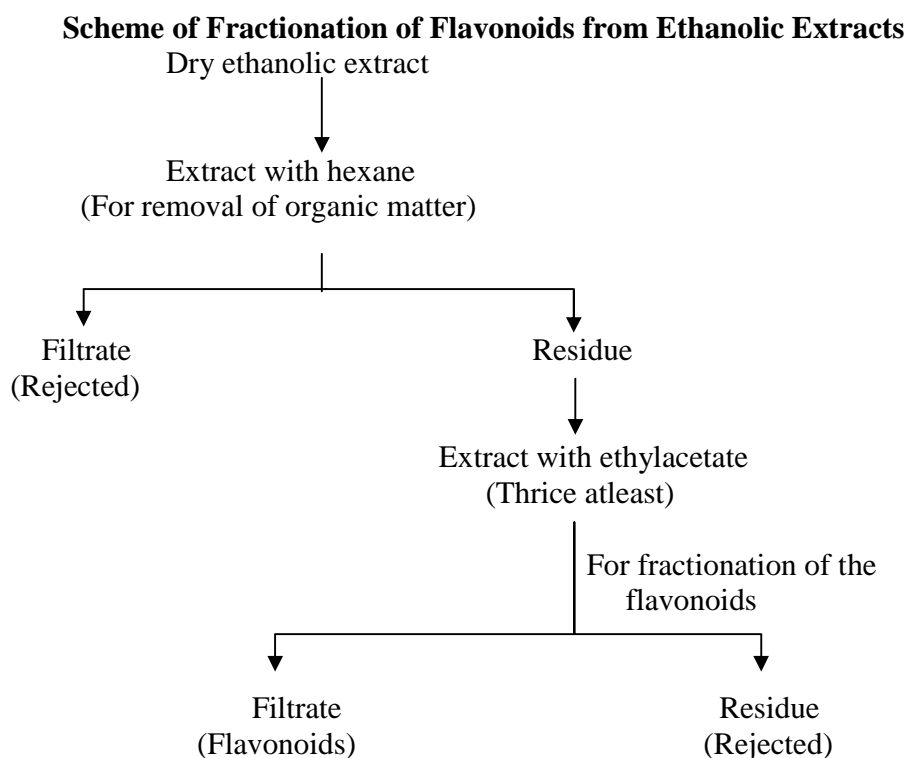 Scheme of Fractionation of Flavonoids from Ethanolic Extracts
Dry ethanolic extract
Extract with hexane
(For removal of organic matter)
Filtrate
(Rejected)
Residue
Extract with ethylacetate
(Thrice atleast)
For fractionation of the
flavonoids
Filtrate
(Flavonoids)
Residue
(Rejected)